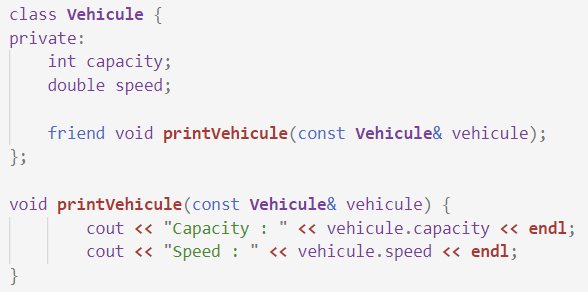 class Vehicule {
private:
    int capacity;
    double speed;

    friend void printVehicule(const Vehicule& vehicule);
};

void printVehicule(const Vehicule& vehicule) {
        cout << "Capacity : " << vehicule.capacity << endl;
        cout << "Speed : " << vehicule.speed << endl;
}